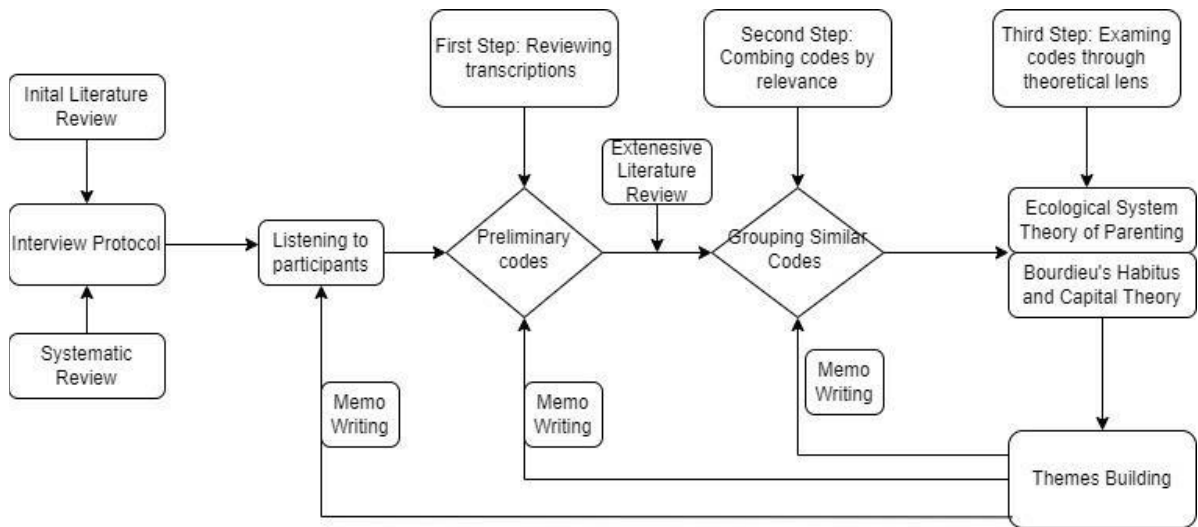 First Step: Reviewing
transcriptions
Second Step:
Combing codes by
relevance
Third Step: Examing
codes through
theoretical lens
Inital Literature
Review
Extenesive
Literature
Review
Interview Protocol
Listening to
participants
Preliminary
codes
Grouping Similar
Codes
Ecological System
Theory of Parenting
Bourdieu's Habitus
and Capital Theory
Systematic
Review
Memo
Writing
Memo
Writing
Memo
Writing
Themes Building